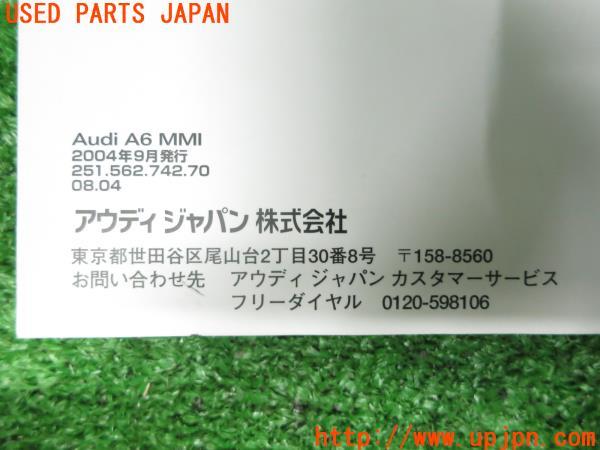 USED PARTS JAPAN
Audi A6 MMI
2004年9月発行
251.562.742.70
08.04
アウディ ジャパン 株式会社
東京都世田谷区尾山台2丁目30番8号 〒158-8560
お問い合わせ先 アウディ ジャパン カスタマーサービス
フリーダイヤル 0120-598106
http://www.upjpn.com/